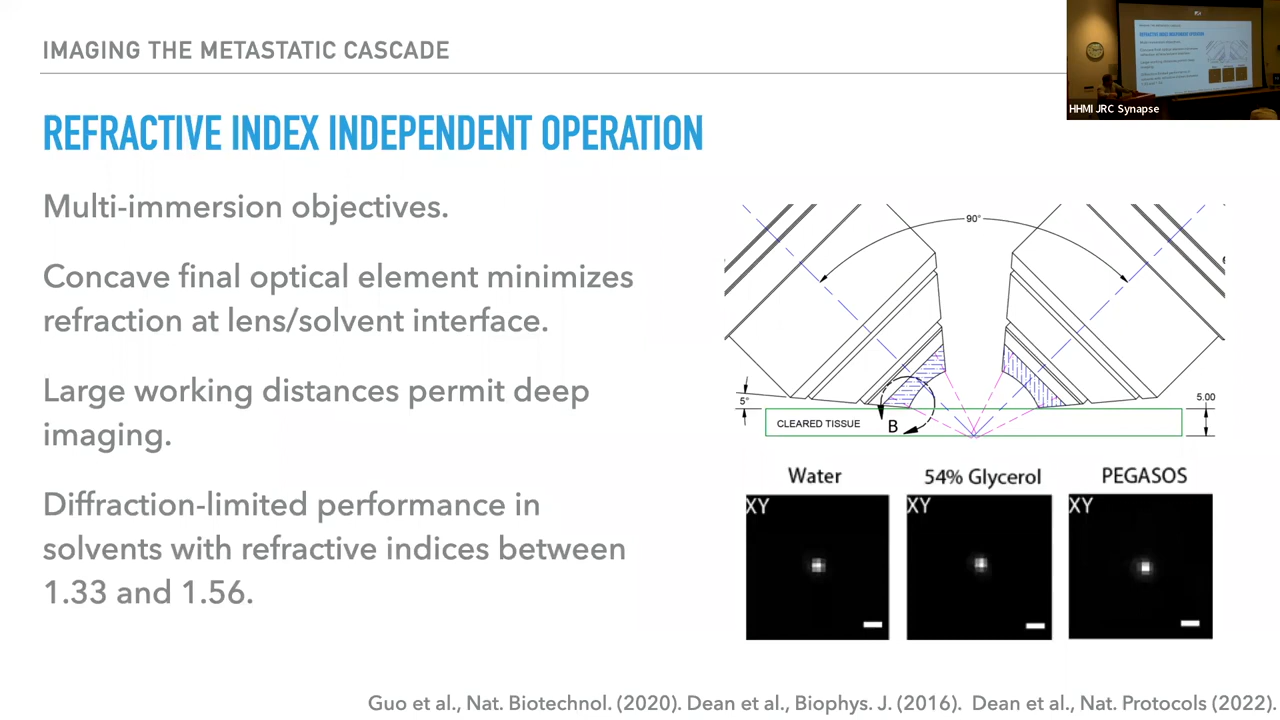 IMAGING THE METASTATIC CASCADE
REFRACTIVE INDEX INDEPENDENT OPERATION
Multi-immersion objectives.
Concave final optical element minimizes
refraction at lens/solvent interface.
Large working distances permit deep
imaging.
Diffraction-limited performance in
solvents with refractive indices between
1.33 and 1.56.
HHMI JRC Synapse
90°
5°
5.00
CLEARED TISSUE
B
Water
54% Glycerol
PEGASOS
XY
XY
XY
Guo et al., Nat. Biotechnol. (2020). Dean et al., Biophys. J. (2016). Dean et al., Nat. Protocols (2022).